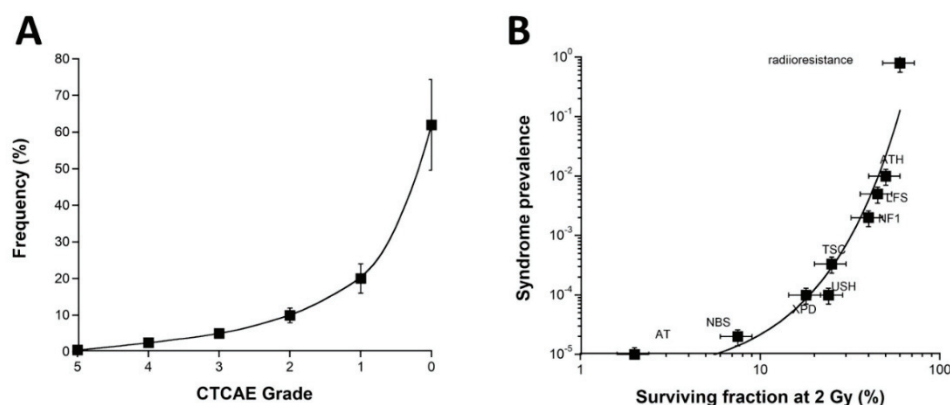 A
Frequency (%)
80
70
60
50
40
30
20
10
0
5 4 3 2 1 0
CTCAE Grade
B
Syndrome prevalence
10^0
10^-1
10^-2
10^-3
10^-4
10^-5
radiioresistance
ATH
LFS
NF1
TSC
USH
XPD
NBS
AT
1 10 100
Surviving fraction at 2 Gy (%)